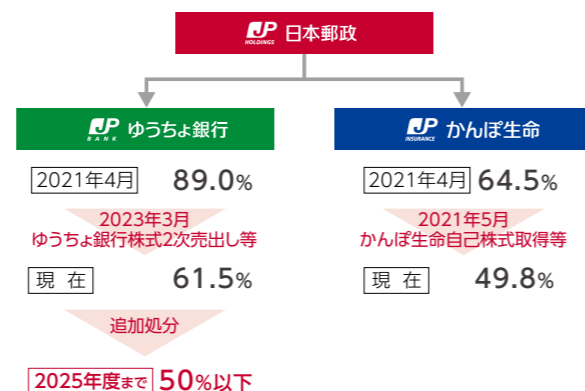 JP HOLDINGS 日本郵政
JP BANK ゆうちょ銀行
JP INSURANCE かんぽ生命
2021年4月 89.0%
2021年4月 64.5%
2023年3月
ゆうちょ銀行株式2次売出し等
2021年5月
かんぽ生命自己株式取得等
現 在 61.5%
現 在 49.8%
追加処分
2025年度まで 50%以下